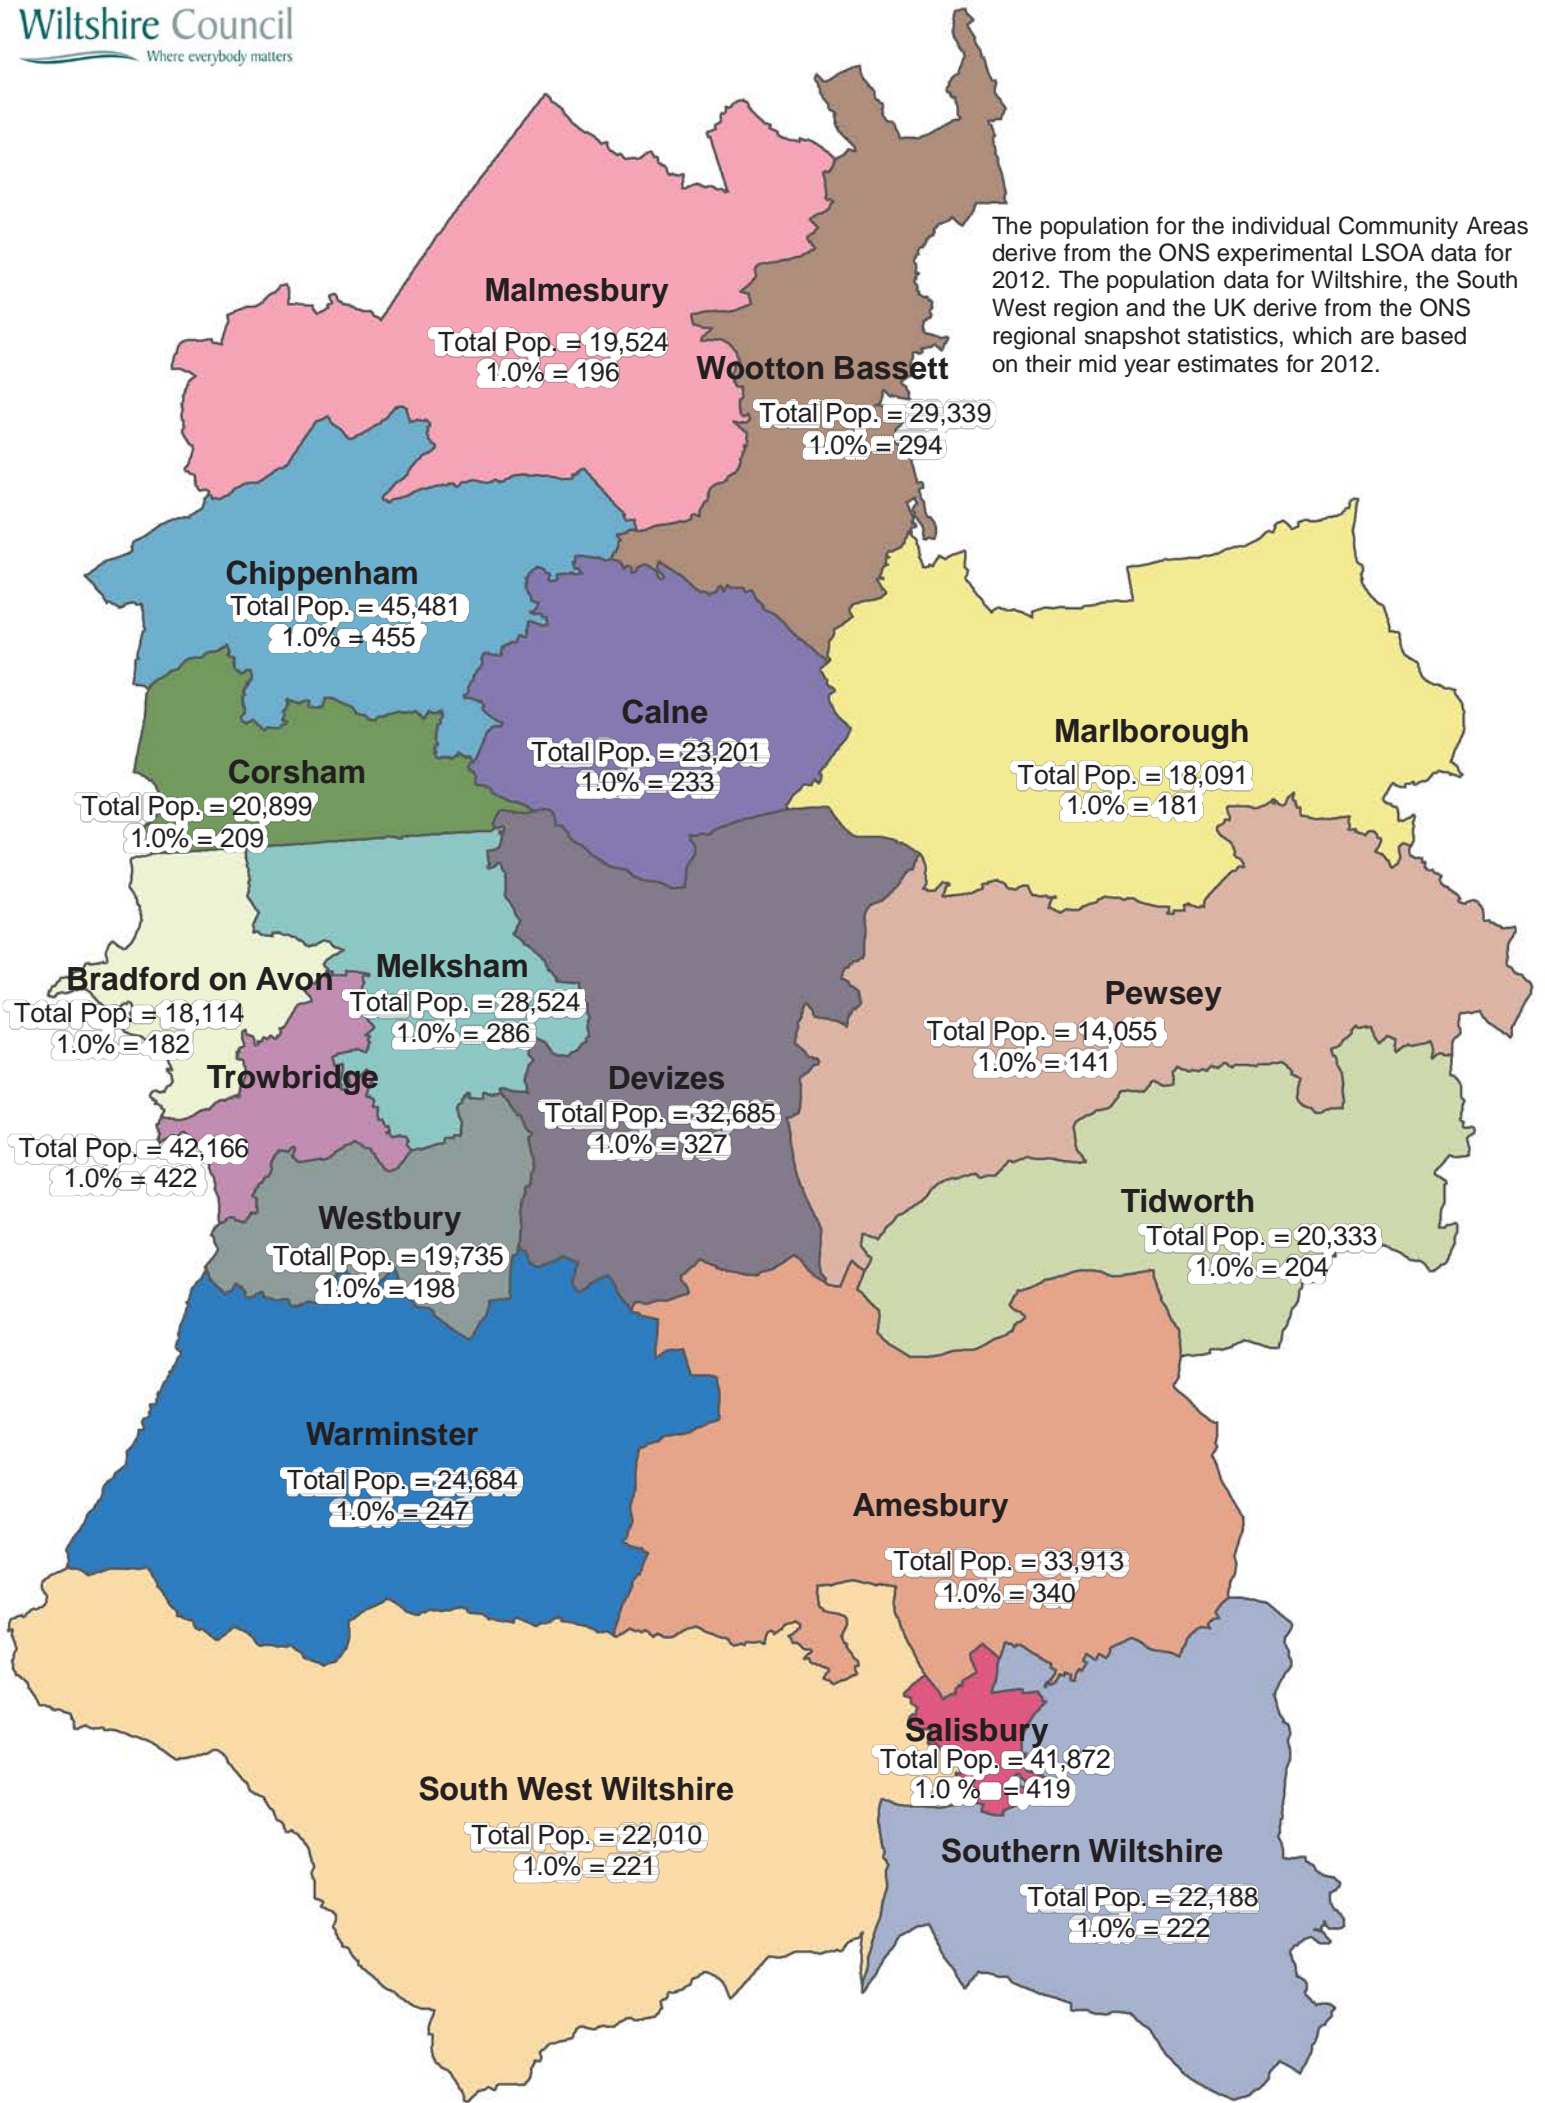 Wiltshire Council
Where everybody matters
The population for the individual Community Areas
derive from the ONS experimental LSOA data for
2012. The population data for Wiltshire, the South
West region and the UK derive from the ONS
regional snapshot statistics, which are based
on their mid year estimates for 2012.
Malmesbury
Total Pop. = 19,524
1.0% = 196
Wootton Bassett
Total Pop. = 29,339
1.0% = 294
Chippenham
Total Pop. = 45,481
1.0% = 455
Calne
Total Pop. = 23,201
1.0% = 233
Marlborough
Total Pop. = 18,091
1.0% = 181
Corsham
Total Pop. = 20,899
1.0% = 209
Bradford on Avon
Total Pop. = 18,114
1.0% = 182
Melksham
Total Pop. = 28,524
1.0% = 286
Pewsey
Total Pop. = 14,055
1.0% = 141
Trowbridge
Total Pop. = 42,166
1.0% = 422
Devizes
Total Pop. = 32,685
1.0% = 327
Westbury
Total Pop. = 19,735
1.0% = 198
Tidworth
Total Pop. = 20,333
1.0% = 204
Warminster
Total Pop. = 24,684
1.0% = 247
Amesbury
Total Pop. = 33,913
1.0% = 340
Salisbury
Total Pop. = 41,872
1.0 % = 419
South West Wiltshire
Total Pop. = 22,010
1.0% = 221
Southern Wiltshire
Total Pop. = 22,188
1.0% = 222